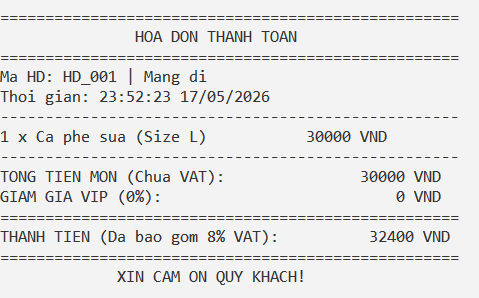 ===================================================
HOA DON THANH TOAN
===================================================
Ma HD: HD_001 | Mang di
Thoi gian: 23:52:23 17/05/2026
---------------------------------------------------
1 x Ca phe sua (Size L)           30000 VND
---------------------------------------------------
TONG TIEN MON (Chua VAT):               30000 VND
GIAM GIA VIP (0%):                          0 VND
===================================================
THANH TIEN (Da bao gom 8% VAT):          32400 VND
===================================================
XIN CAM ON QUY KHACH!